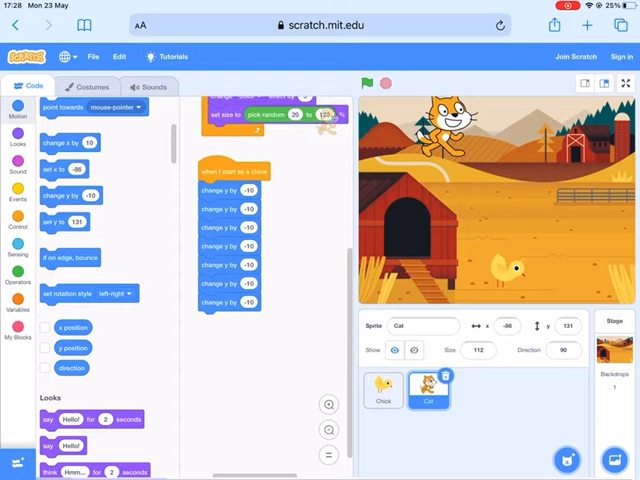 17:28 Mon 23 May
25%
AA
scratch.mit.edu
SCRATCH
File
Edit
Tutorials
Join Scratch
Sign in
Code
Costumes
Sounds
Motion
Looks
Sound
Events
Control
Sensing
Operators
Variables
My Blocks
point towards mouse-pointer
change x by 10
set x to -86
change y by -10
set y to 131
if on edge, bounce
set rotation style left-right
x position
y position
direction
Looks
say Hello! for 2 seconds
say Hello!
think Hmm... for 2 seconds
set size to pick random 20 to 123 %
when I start as a clone
change y by -10
change y by -10
change y by -10
change y by -10
change y by -10
change y by -10
change y by -10
Sprite Cat
x -86
y 131
Show
Size 112
Direction 90
Chick
Cat
Stage
Backdrops
1